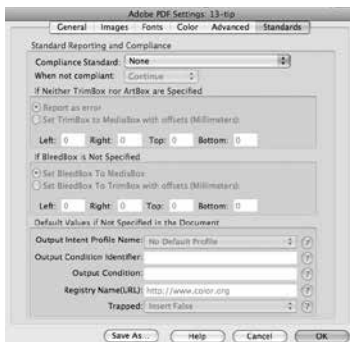 Adobe PDF Settings: 13-tip
General Images Fonts Color Advanced Standards
Standard Reporting and Compliance
Compliance Standard: None
When not compliant: Continue
If Neither TrimBox nor ArtBox are Specified
Report as error
Set TrimBox to MediaBox with offsets (Millimeters)
Left: 0 Right: 0 Top: 0 Bottom: 0
If BleedBox is Not Specified
Set BleedBox To MediaBox
Set BleedBox To TrimBox with offsets (Millimeters)
Left: 0 Right: 0 Top: 0 Bottom: 0
Default Values if Not Specified in the Document
Output Intent Profile Name: No Default Profile ?
Output Condition Identifier: ?
Output Condition:
Registry Name(URL): http://www.color.org ?
Trapped: Insert False ?
Save As... Help Cancel OK